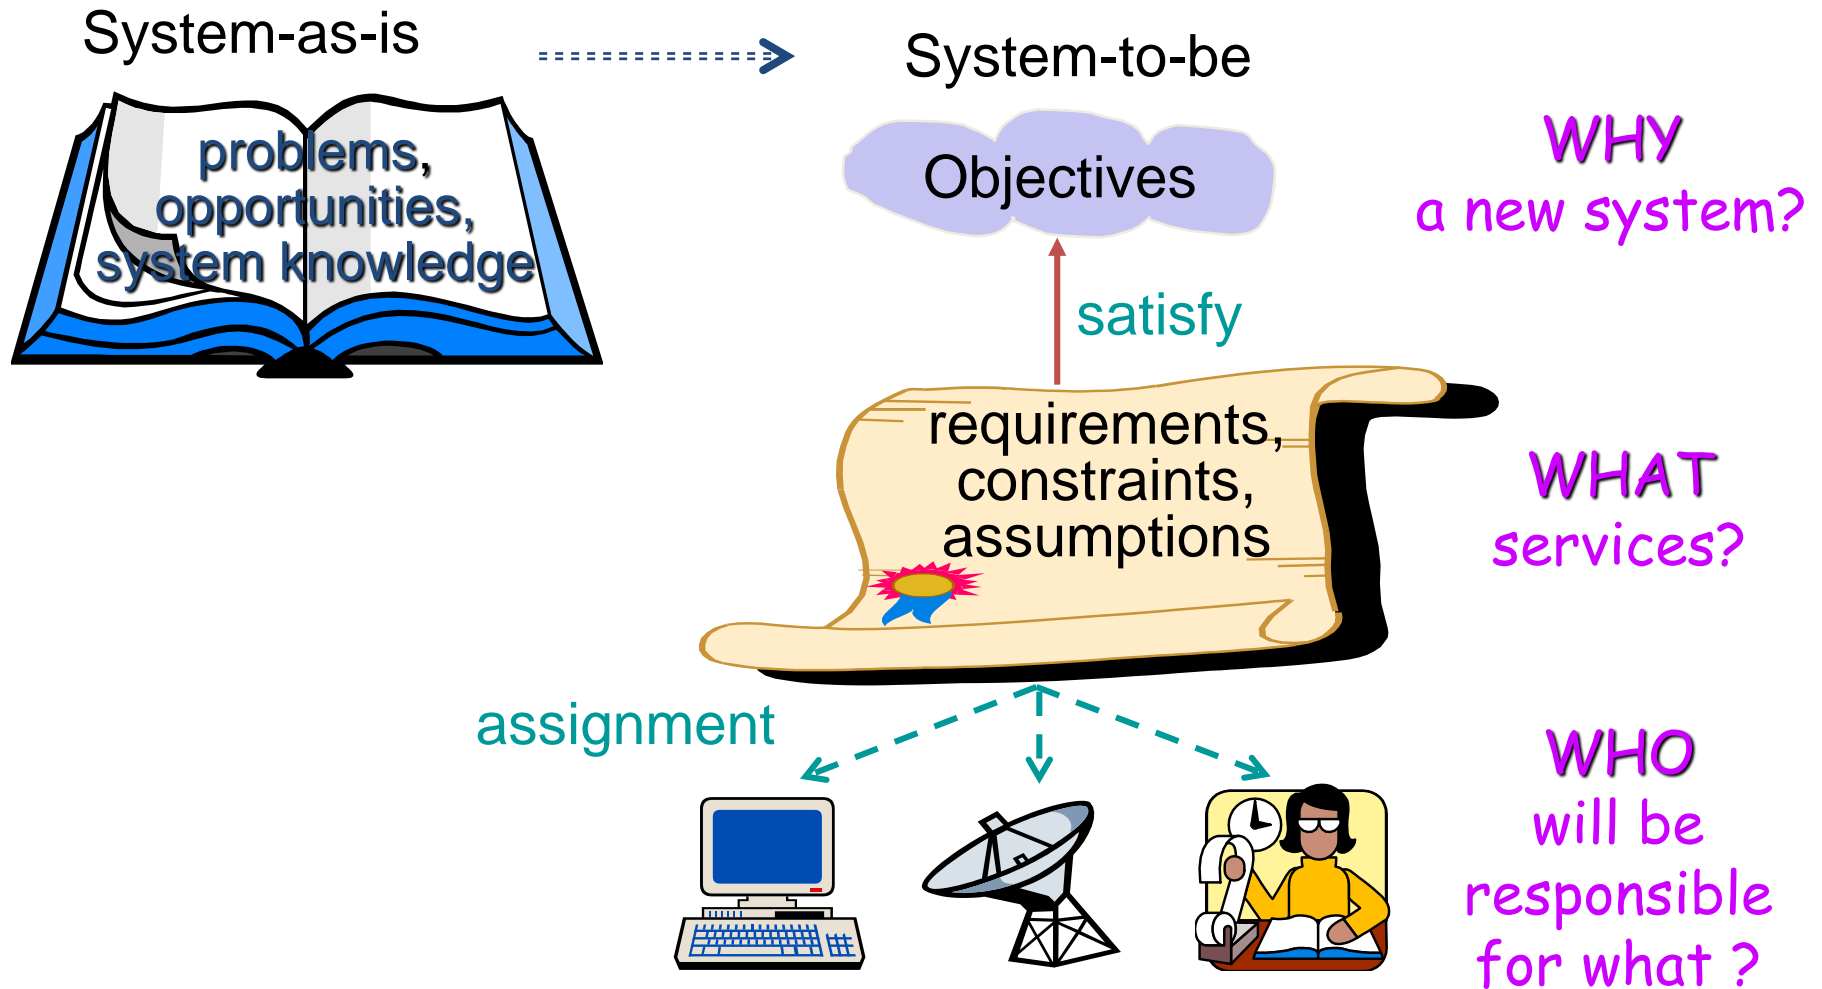 System-as-is
problems,
opportunities,
system knowledge
System-to-be
Objectives
satisfy
requirements,
constraints,
assumptions
assignment
WHY
a new system?
WHAT
services?
WHO
will be
responsible
for what ?